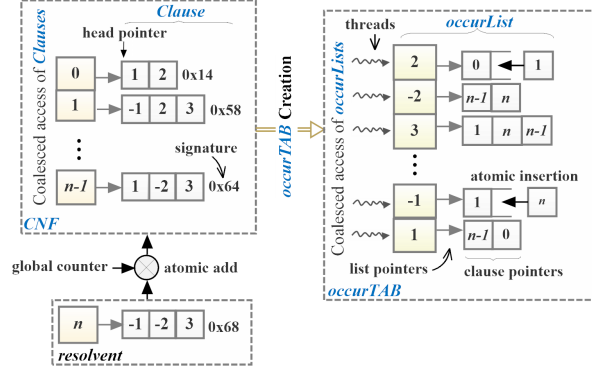 Clause
head pointer
Coalesced access of Clauses
0
1 2
0x14
1
-1 2 3
0x58
signature
n-1
1 -2 3
0x64
CNF
global counter
atomic add
n
-1 -2 3
0x68
resolvent
occurTAB Creation
threads
occurList
Coalesced access of occurLists
2
0
1
-2
n-1 n
3
1 n n-1
atomic insertion
-1
1
n
1
n-1 0
list pointers
clause pointers
occurTAB